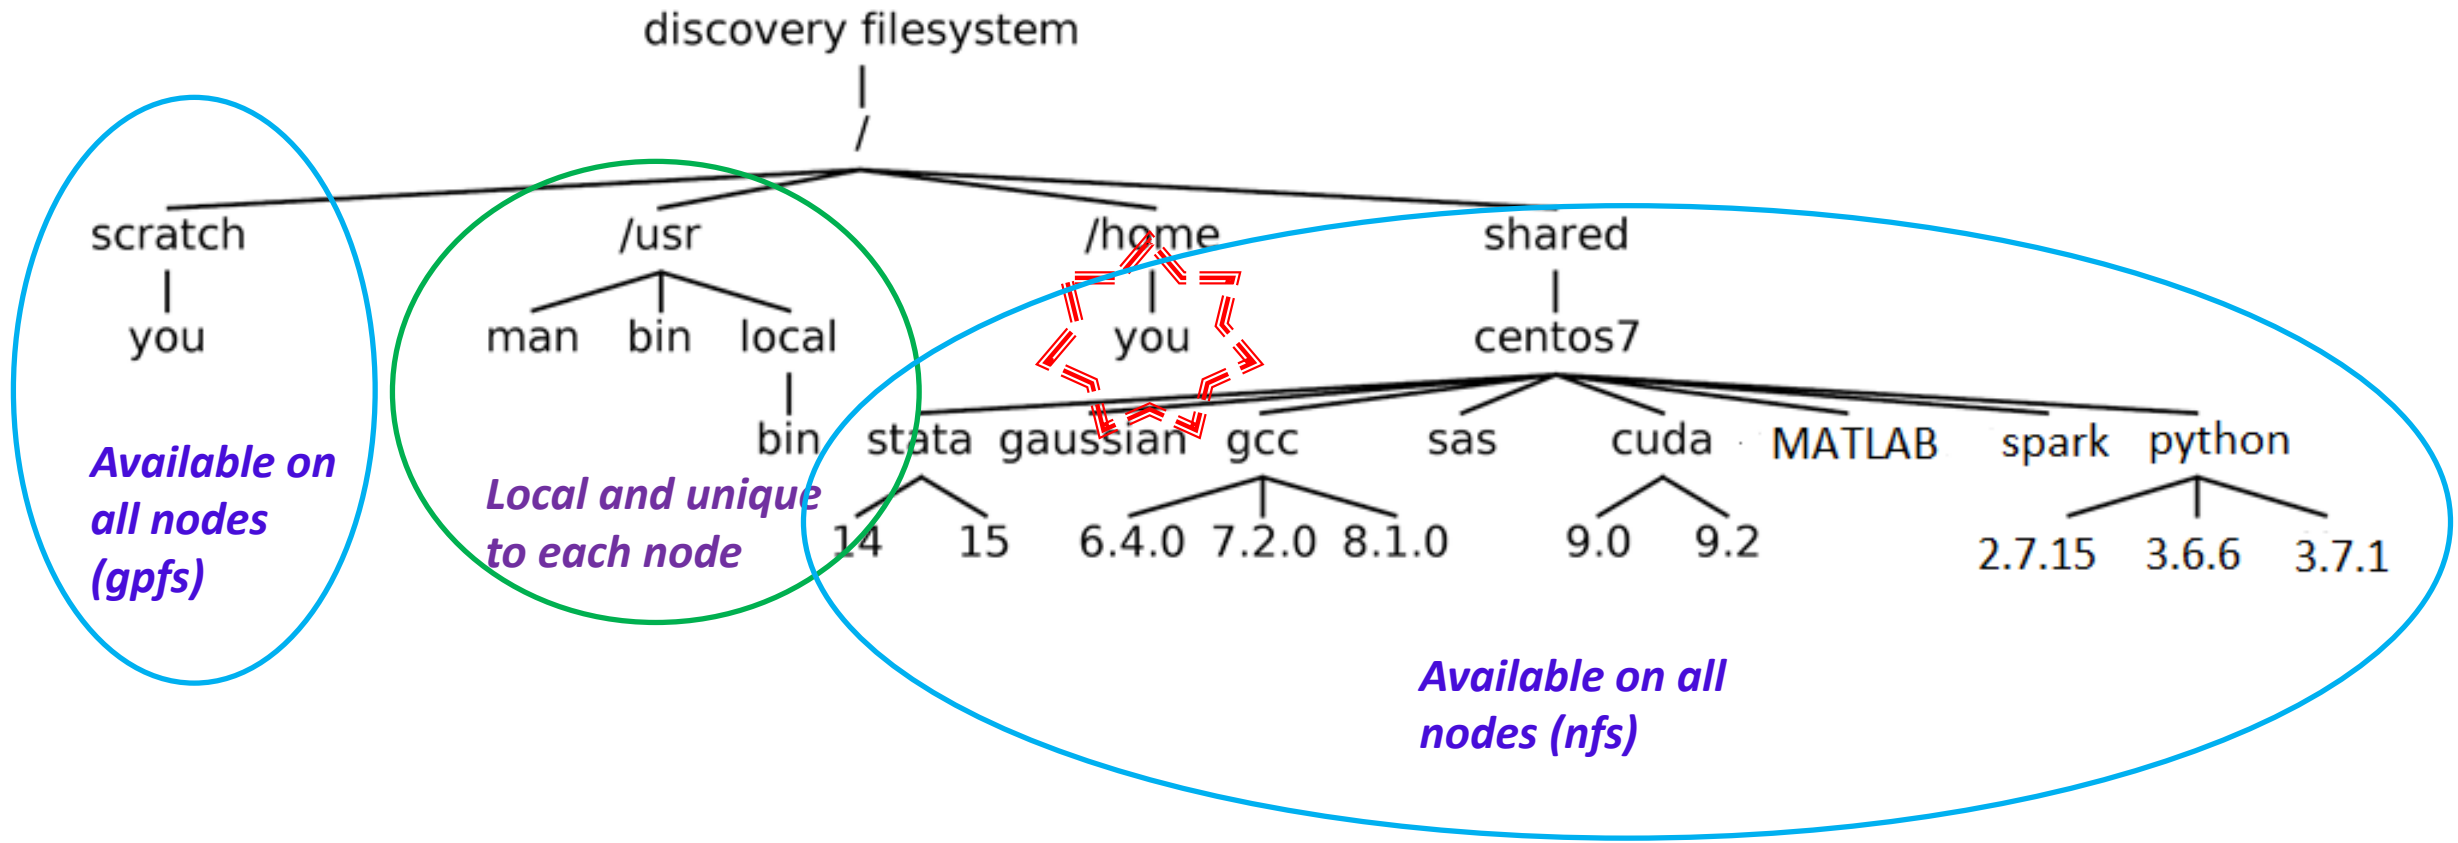 discovery filesystem
/
scratch /usr /home shared
you man bin local you centos7
bin stata gaussian gcc sas cuda MATLAB spark python
14 15 6.4.0 7.2.0 8.1.0 9.0 9.2 2.7.15 3.6.6 3.7.1
Available on
all nodes
(gpfs)
Local and unique
to each node
Available on all
nodes (nfs)